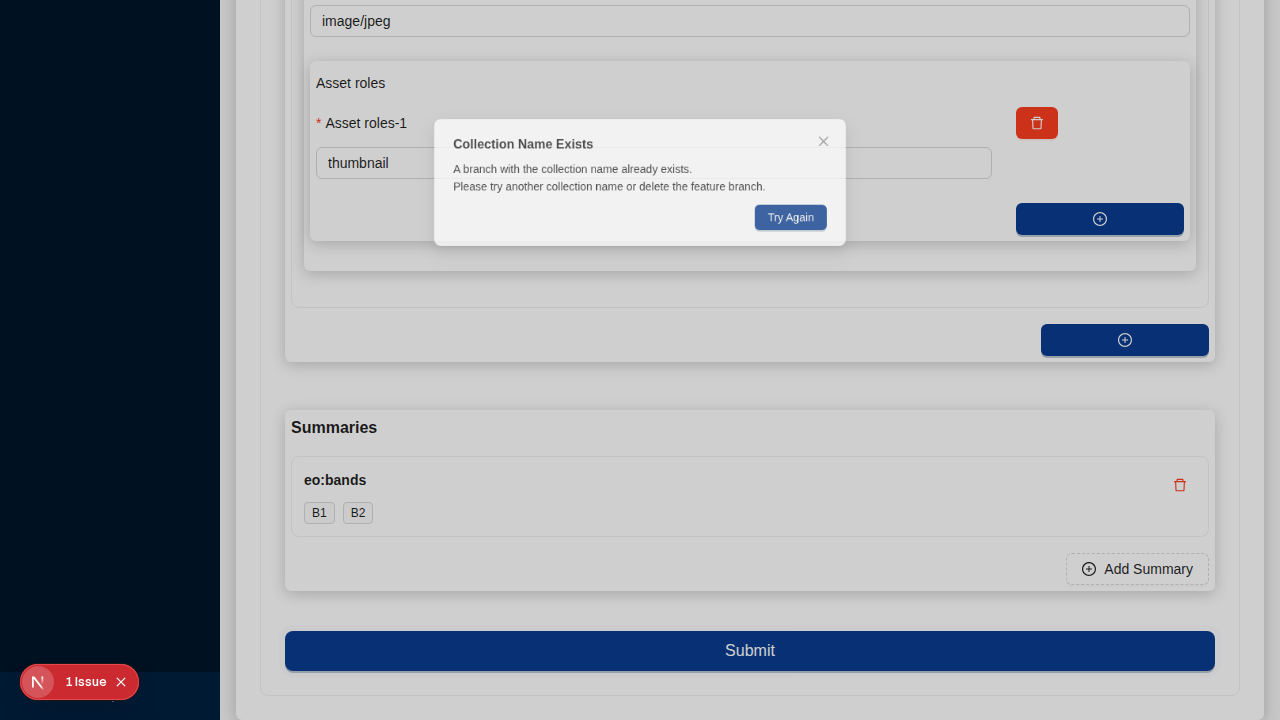 image/jpeg
Asset roles
* Asset roles-1
thumbnail
Collection Name Exists
A branch with the collection name already exists.
Please try another collection name or delete the feature branch.
Try Again
Summaries
eo:bands
B1 B2
Add Summary
Submit
N 1 Issue